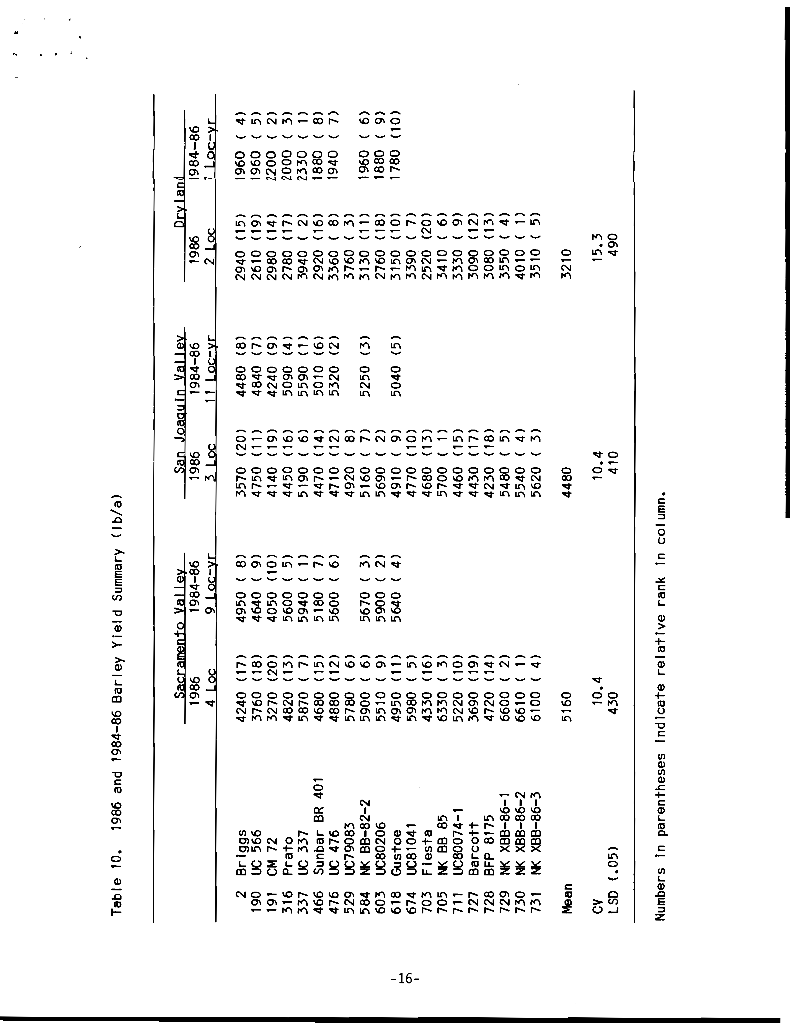 Table 10. 1986 and 1984-86 Barley Yield Summary (lb/a)
Sacramento Valley San Joaquin Valley Dryland
1986 1984-86 1986 1984-86 1986 1984-86
4 Loc 9 Loc-yr 3 Loc 11 Loc-yr 2 Loc 7 Loc-yr
2 Briggs 4240 (17) 4950 ( 8) 3570 (20) 4480 (8) 2940 (15) 1960 ( 4)
190 UC 566 3760 (18) 4640 ( 9) 4750 (11) 4840 (7) 2610 (19) 1960 ( 5)
191 CM 72 3270 (20) 4050 (10) 4140 (19) 4240 (9) 2980 (14) 2200 ( 2)
316 Prato 4820 (13) 5600 ( 5) 4450 (16) 5090 (4) 2780 (17) 2000 ( 3)
337 UC 337 5870 ( 7) 5940 ( 1) 5190 ( 6) 5590 (1) 3940 ( 2) 2330 ( 1)
466 Sunbar BR 401 4680 (15) 5180 ( 7) 4470 (14) 5010 (6) 2920 (16) 1880 ( 8)
476 UC 476 4880 (12) 5600 ( 6) 4710 (12) 5320 (2) 3360 ( 8) 1940 ( 7)
529 UC79083 5780 ( 6) 4920 ( 8) 3760 ( 3)
584 NK BB-82-2 5900 ( 6) 5670 ( 3) 5160 ( 7) 5250 (3) 3130 (11) 1960 ( 6)
603 UC80206 5510 ( 9) 5900 ( 2) 5690 ( 2) 2760 (18) 1880 ( 9)
618 Gustoe 4950 (11) 5640 ( 4) 4910 ( 9) 5040 (5) 3150 (10) 1780 (10)
674 UC81041 5980 ( 5) 4770 (10) 3390 ( 7)
703 Fiesta 4330 (16) 4680 (13) 2520 (20)
705 NK BB 85 6330 ( 3) 5700 ( 1) 3410 ( 6)
711 UC80074-1 5220 (10) 4460 (15) 3330 ( 9)
727 Barcott 3690 (19) 4430 (17) 3090 (12)
728 BFP 8175 4720 (14) 4230 (18) 3080 (13)
729 NK XBB-86-1 6600 ( 2) 5480 ( 5) 3550 ( 4)
730 NK XBB-86-2 6610 ( 1) 5540 ( 4) 4010 ( 1)
731 NK XBB-86-3 6100 ( 4) 5620 ( 3) 3510 ( 5)
Mean 5160 4480 3210
CV 10.4 10.4 15.3
LSD (.05) 430 410 490
Numbers in parentheses indicate relative rank in column.
-16-